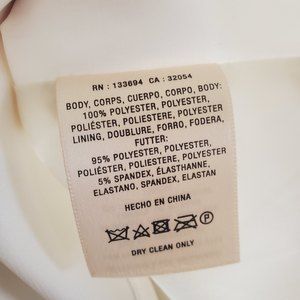 RN : 133694 CA : 32054
BODY, CORPS, CUERPO, CORPO, BODY:
100% POLYESTER, POLYESTER,
POLIÉSTER, POLIESTERE, POLYESTER
LINING, DOUBLURE, FORRO, FODERA,
FUTTER:
95% POLYESTER, POLYESTER,
POLIÉSTER, POLIESTERE, POLYESTER
5% SPANDEX, ÉLASTHANNE,
ELASTANO, SPANDEX, ELASTAN
HECHO EN CHINA
P
DRY CLEAN ONLY